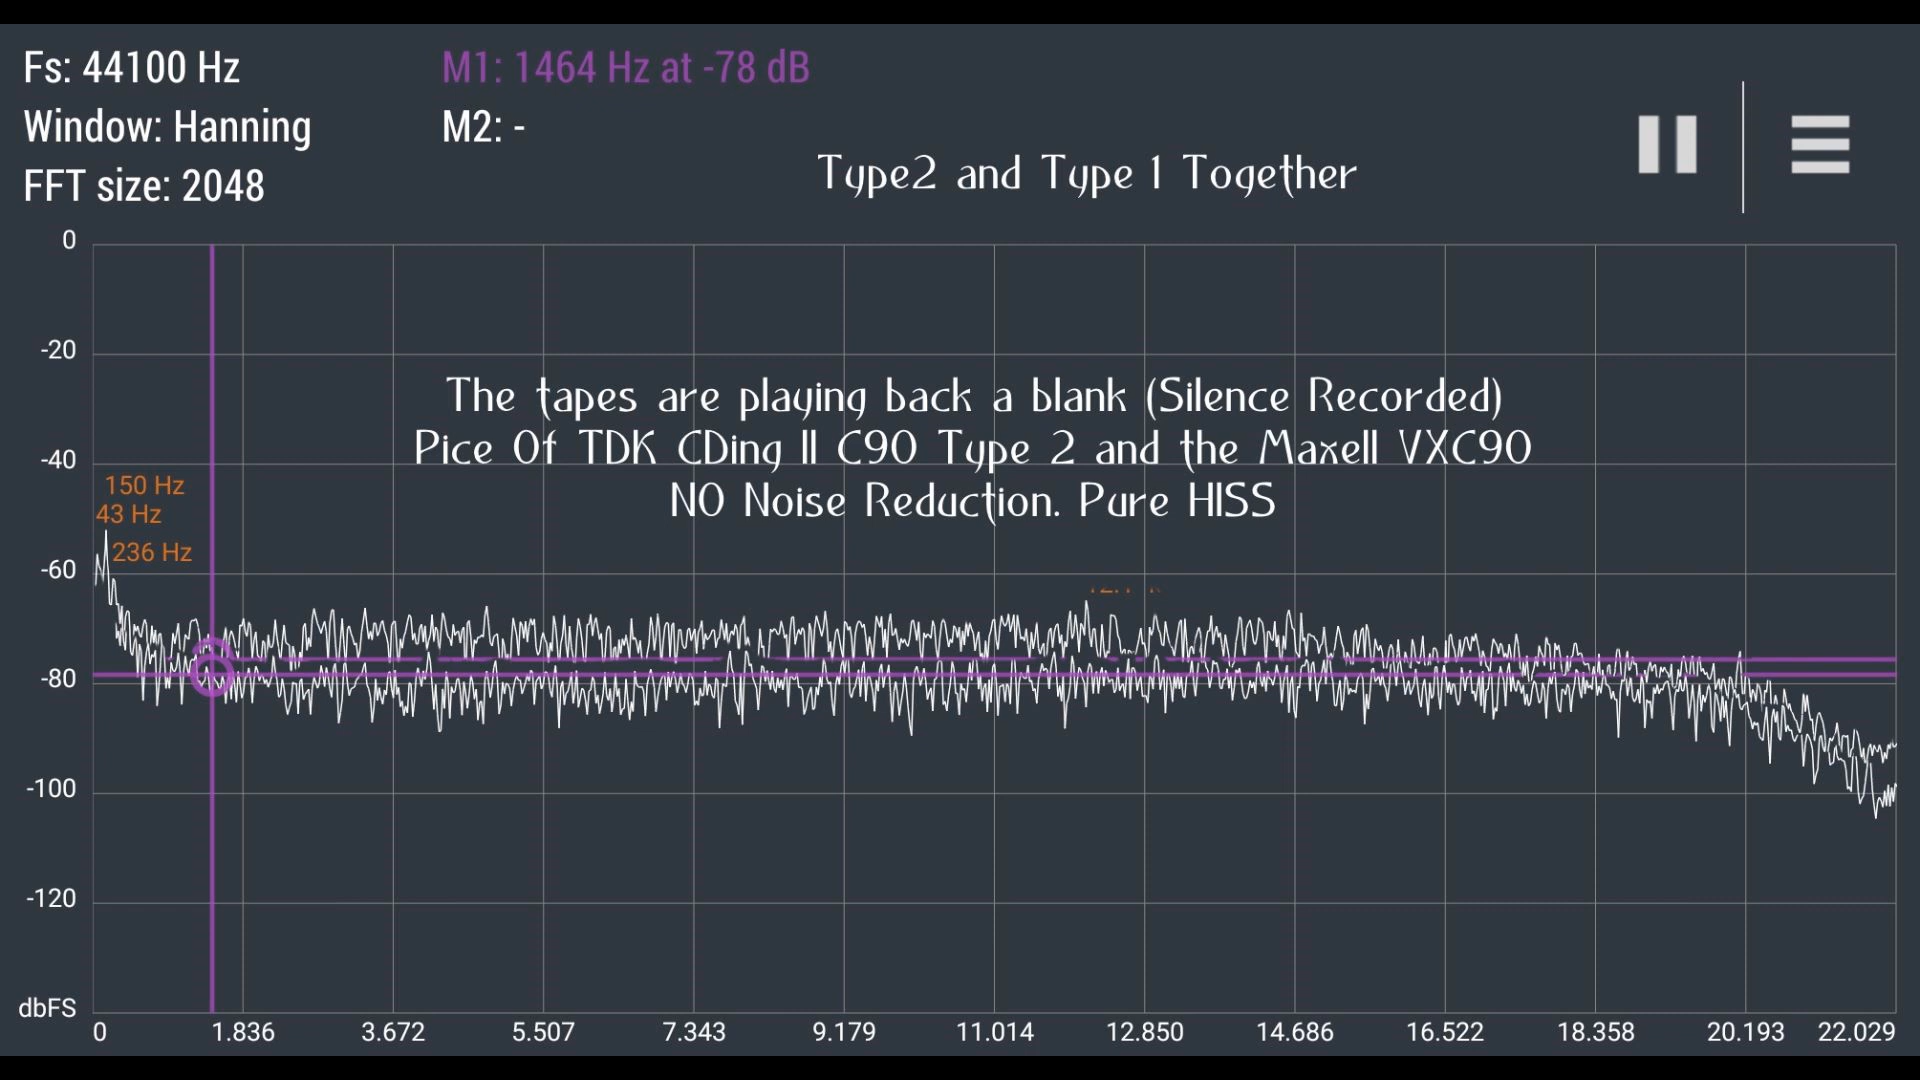 Fs: 44100 Hz
M1: 1464 Hz at -78 dB
Window: Hanning
M2: -
FFT size: 2048
Type2 and Type 1 Together
0
-20
-40
-60
-80
-100
-120
dbFS
The tapes are playing back a blank (Silence Recorded)
Pice Of TDK CDing II C90 Type 2 and the Maxell VXC90
NO Noise Reduction. Pure HISS
150 Hz
43 Hz
236 Hz
0 1.836 3.672 5.507 7.343 9.179 11.014 12.850 14.686 16.522 18.358 20.193 22.029